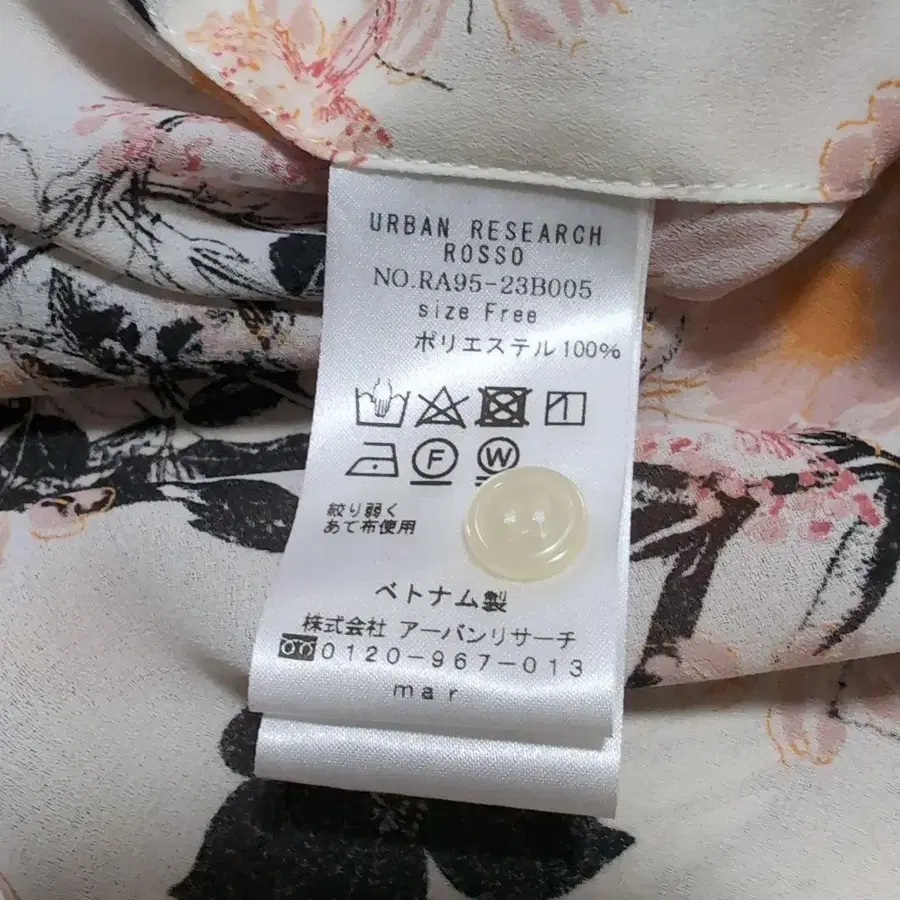 URBAN RESEARCH
ROSSO
NO.RA95-23B005
size Free
ポリエステル100%
F W
絞り弱く
あて布使用
ベトナム製
株式会社 アーバンリサーチ
0120-967-013
mar